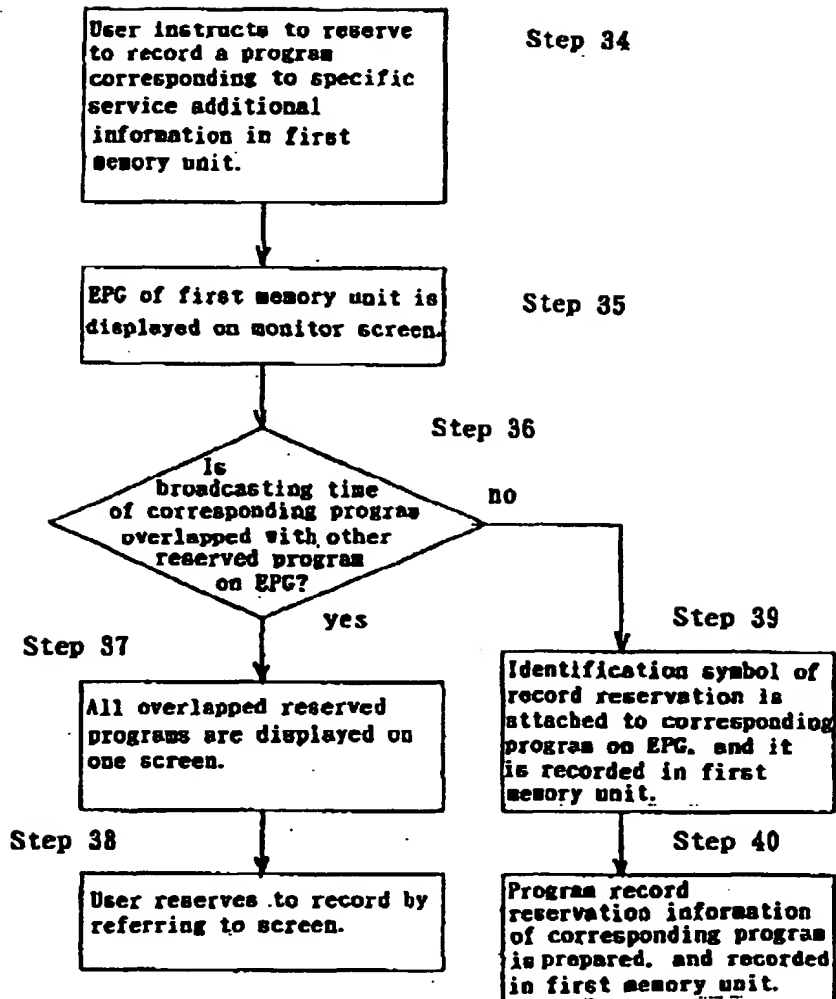 User instructs to reserve
to record a program
corresponding to specific
service additional
information in first
memory unit.
Step 34
EPG of first memory unit is
displayed on monitor screen.
Step 35
Step 36
Is
broadcasting time
of corresponding program
overlapped with other
reserved program
on EPG?
no
yes
Step 37
All overlapped reserved
programs are displayed on
one screen.
Step 38
User reserves to record by
referring to screen.
Step 39
Identification symbol of
record reservation is
attached to corresponding
program on EPG, and it
is recorded in first
memory unit.
Step 40
Program record
reservation information
of corresponding program
is prepared, and recorded
in first memory unit.